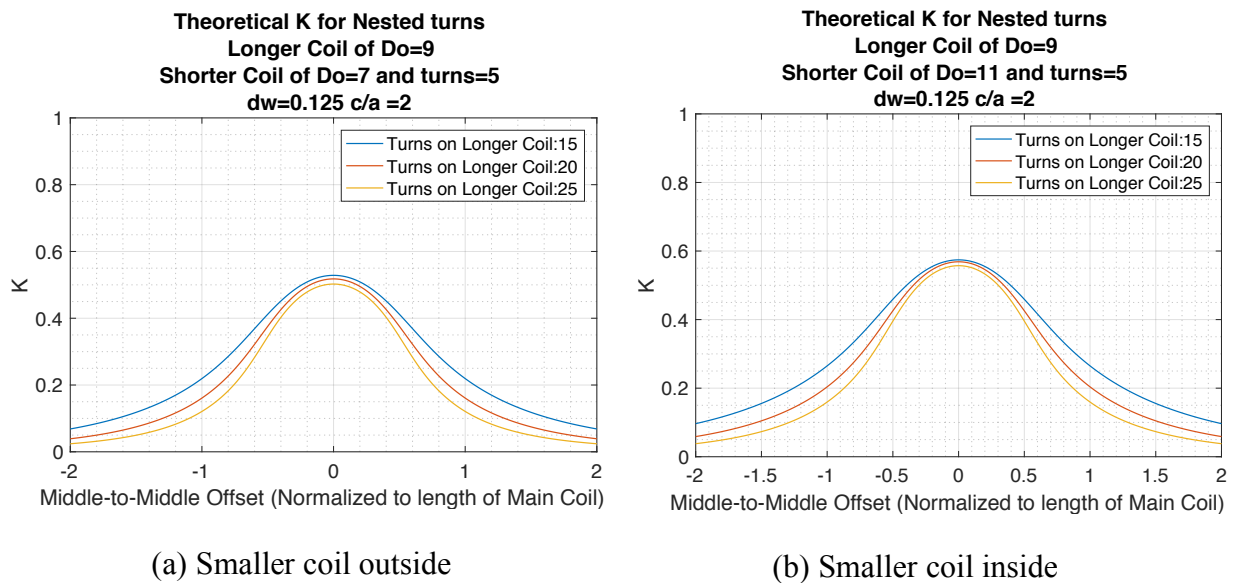 Theoretical K for Nested turns
Longer Coil of Do=9
Shorter Coil of Do=7 and turns=5
dw=0.125 c/a =2
1
0.8
0.6
0.4
0.2
0
K
Turns on Longer Coil:15
Turns on Longer Coil:20
Turns on Longer Coil:25
-2
-1
0
1
2
Middle-to-Middle Offset (Normalized to length of Main Coil)
(a) Smaller coil outside
Theoretical K for Nested turns
Longer Coil of Do=9
Shorter Coil of Do=11 and turns=5
dw=0.125 c/a =2
1
0.8
0.6
0.4
0.2
0
K
Turns on Longer Coil:15
Turns on Longer Coil:20
Turns on Longer Coil:25
-2
-1.5
-1
-0.5
0
0.5
1
1.5
2
Middle-to-Middle Offset (Normalized to length of Main Coil)
(b) Smaller coil inside